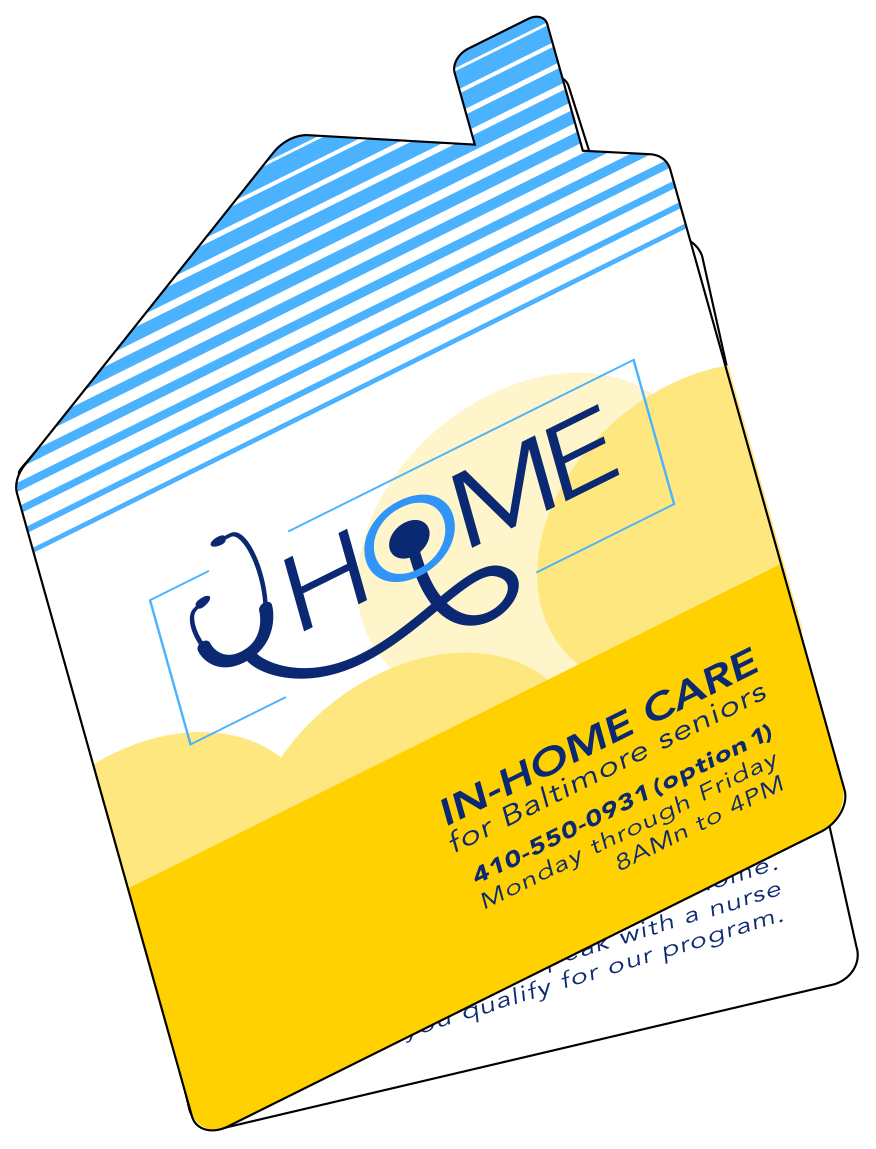 HOME
IN-HOME CARE
for Baltimore seniors
410-550-0931 (option 1)
Monday through Friday
8AMn to 4PM
with a nurse
you qualify for our program.